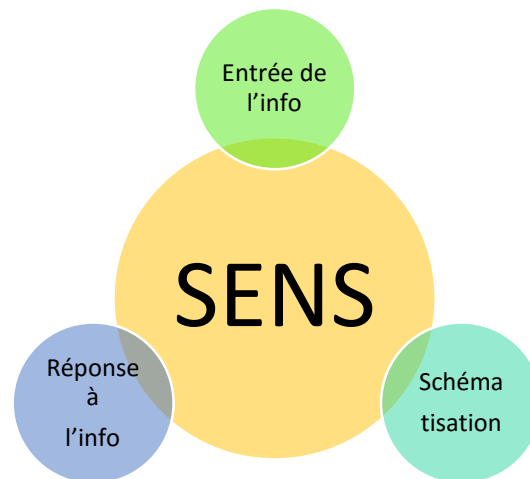 Entrée de
l’info
SENS
Réponse
à
l’info
Schéma
tisation